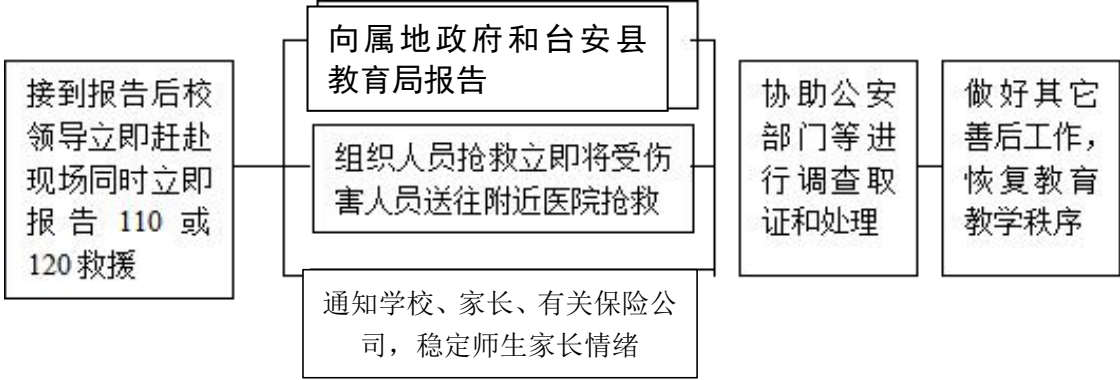 接到报告后校
领导立即赶赴
现场同时立即
报告 110 或
120救援
向属地政府和台安县
教育局报告
组织人员抢救立即将受伤
害人员送往附近医院抢救
通知学校、家长、有关保险公
司，稳定师生家长情绪
协助公安
部门等进
行调查取
证和处理
做好其它
善后工作，
恢复教育
教学秩序